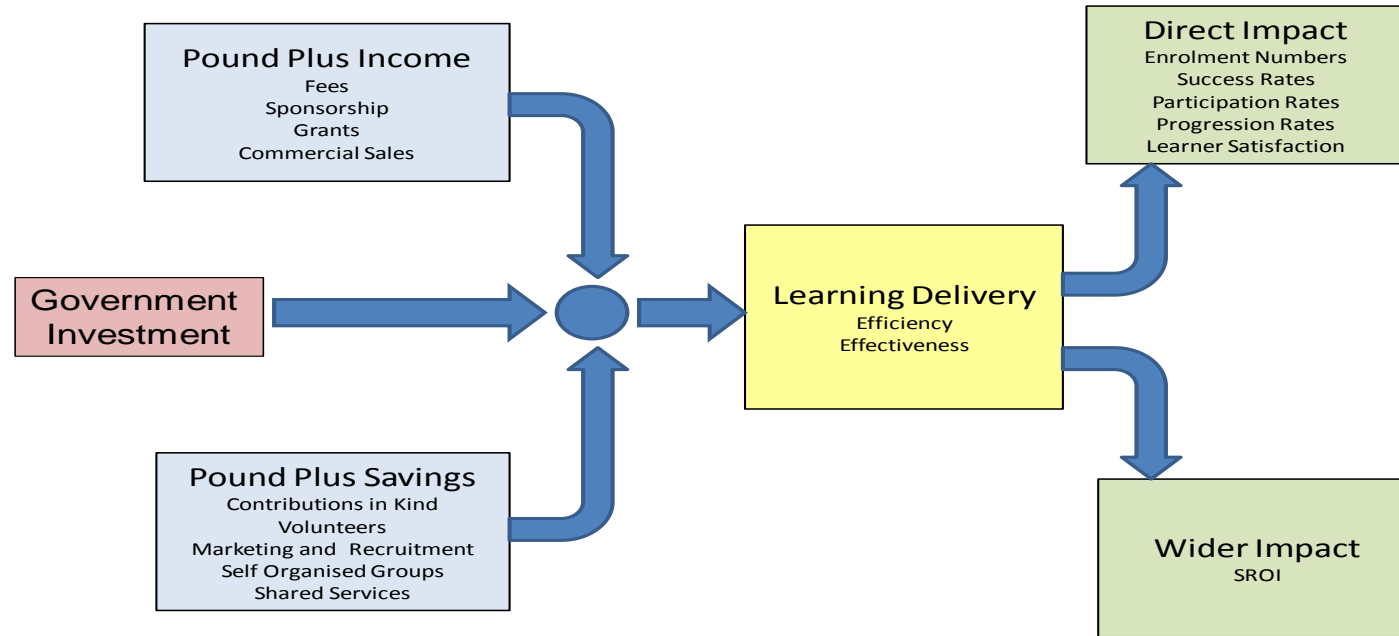 Pound Plus Income
Fees
Sponsorship
Grants
Commercial Sales
Government
Investment
Pound Plus Savings
Contributions in Kind
Volunteers
Marketing and Recruitment
Self Organised Groups
Shared Services
Learning Delivery
Efficiency
Effectiveness
Direct Impact
Enrolment Numbers
Success Rates
Participation Rates
Progression Rates
Learner Satisfaction
Wider Impact
SROI